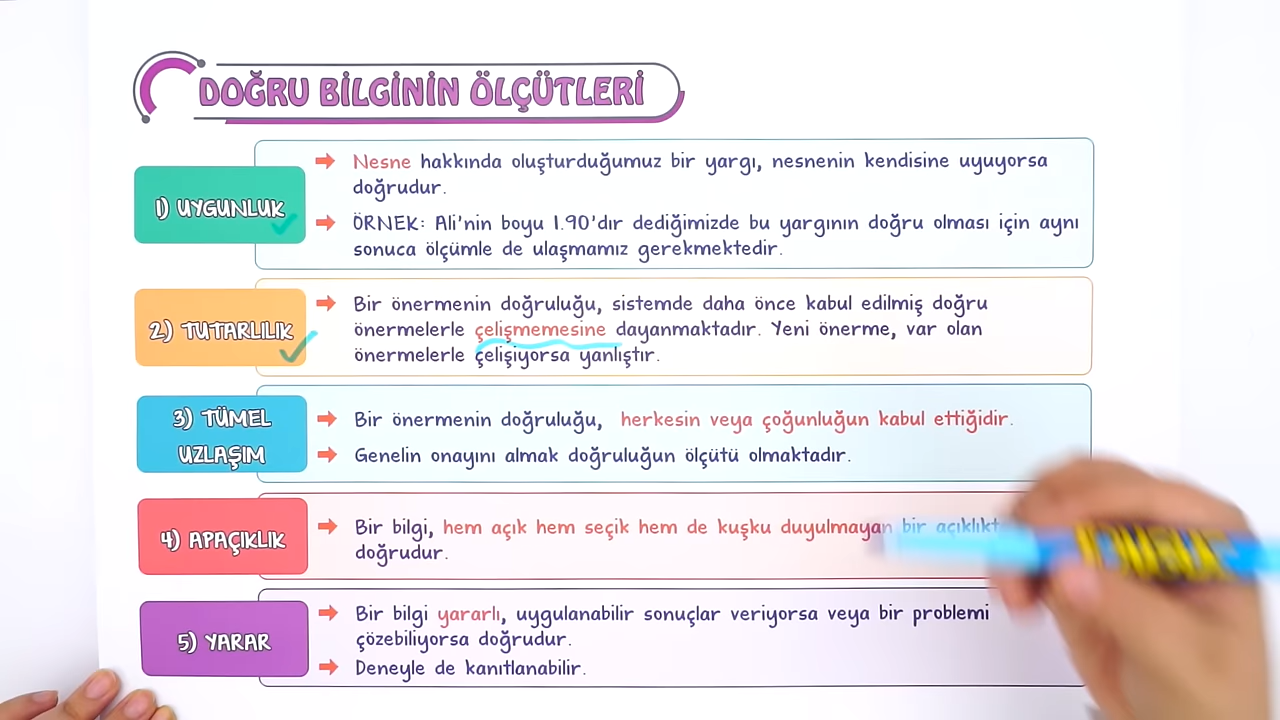 DOĞRU BİLGİNİN ÖLÇÜTLERİ
1) UYGUNLUK
Nesne hakkında oluşturduğumuz bir yargı, nesnenin kendisine uyuyorsa
doğrudur.
ÖRNEK: Ali'nin boyu 1.90'dır dediğimizde bu yargının doğru olması için aynı
sonuca ölçümle de ulaşmamız gerekmektedir.
2) TUTARLILIK
Bir önermenin doğruluğu, sistemde daha önce kabul edilmiş doğru
önermelerle çelişmemesine dayanmaktadır. Yeni önerme, var olan
önermelerle çelişiyorsa yanlıştır.
3) TÜMEL
UZLAŞIM
Bir önermenin doğruluğu, herkesin veya çoğunluğun kabul ettiğidir.
Genelin onayını almak doğruluğun ölçütü olmaktadır.
4) APAÇIKLIK
Bir bilgi, hem açık hem seçik hem de kuşku duyulmayan bir
doğrudur.
5) YARAR
Bir bilgi yararlı, uygulanabilir sonuçlar veriyorsa veya bir problemi
çözebiliyorsa doğrudur.
Deneyle de kanıtlanabilir.